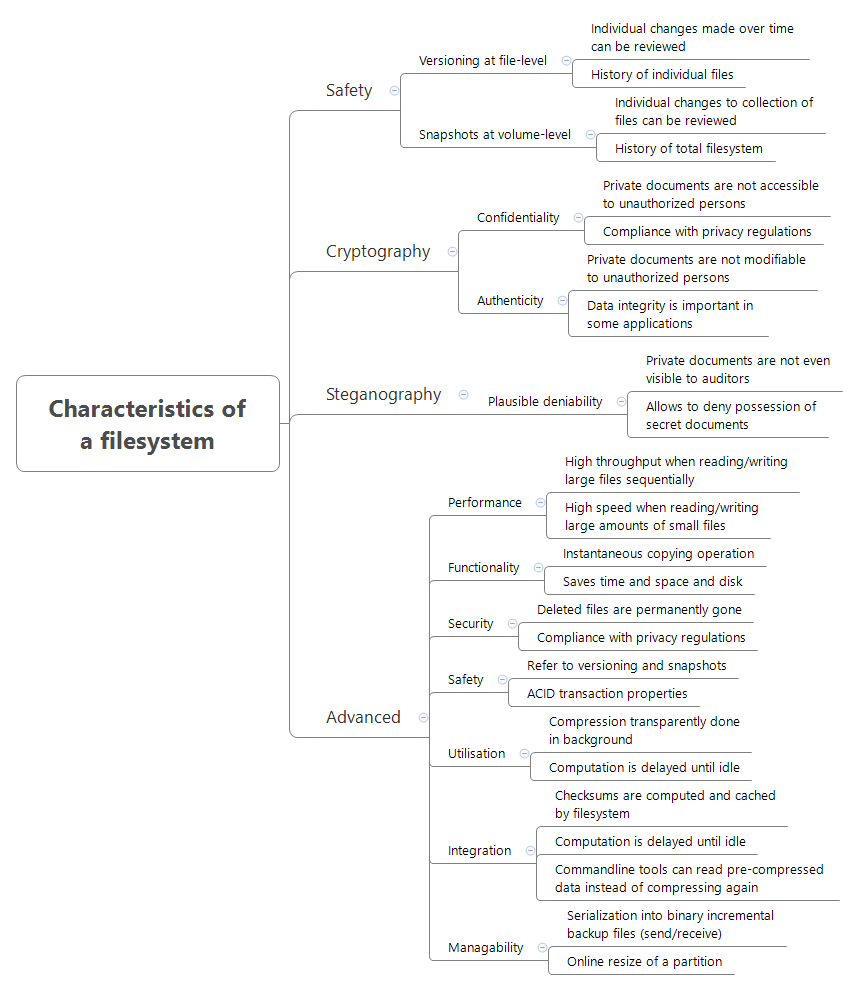 Characteristics of
a filesystem
Safety
Versioning at file-level
Individual changes made over time
can be reviewed
History of individual files
Snapshots at volume-level
Individual changes to collection of
files can be reviewed
History of total filesystem
Cryptography
Confidentiality
Private documents are not accessible
to unauthorized persons
Compliance with privacy regulations
Authenticity
Private documents are not modifiable
to unauthorized persons
Data integrity is important in
some applications
Steganography
Plausible deniability
Private documents are not even
visible to auditors
Allows to deny possession of
secret documents
Advanced
Performance
High throughput when reading/writing
large files sequentially
High speed when reading/writing
large amounts of small files
Functionality
Instantaneous copying operation
Saves time and space and disk
Security
Deleted files are permanently gone
Compliance with privacy regulations
Safety
Refer to versioning and snapshots
ACID transaction properties
Utilisation
Compression transparently done
in background
Computation is delayed until idle
Integration
Checksums are computed and cached
by filesystem
Computation is delayed until idle
Commandline tools can read pre-compressed
data instead of compressing again
Managability
Serialization into binary incremental
backup files (send/receive)
Online resize of a partition